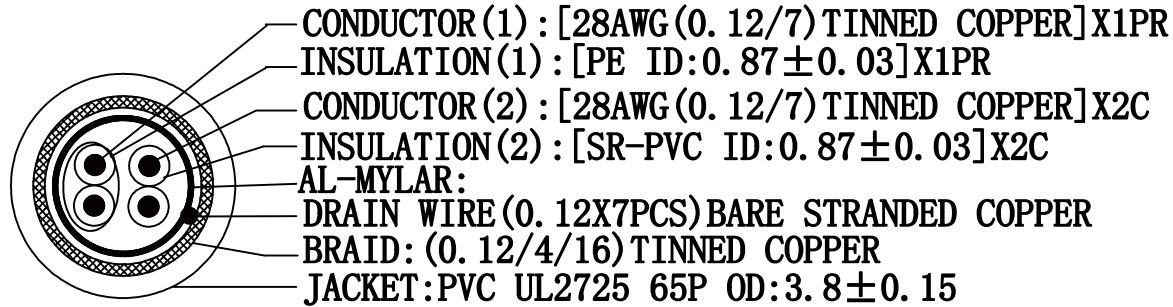 CONDUCTOR(1):[28AWG(0.12/7)TINNED COPPER]X1PR
INSULATION(1):[PE ID:0.87±0.03]X1PR
CONDUCTOR(2):[28AWG(0.12/7)TINNED COPPER]X2C
INSULATION(2):[SR-PVC ID:0.87±0.03]X2C
AL-MYLAR:
DRAIN WIRE(0.12X7PCS)BARE STRANDED COPPER
BRAID:(0.12/4/16)TINNED COPPER
JACKET:PVC UL2725 65P OD:3.8±0.15